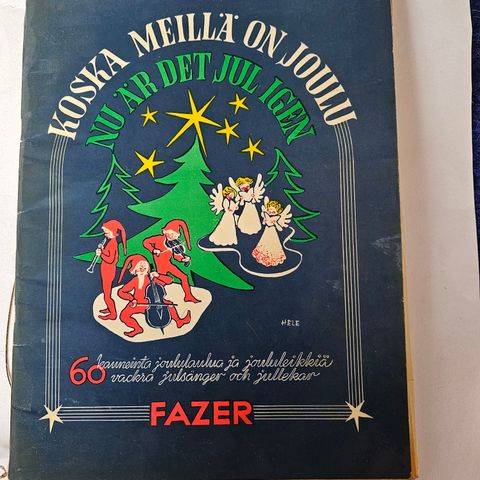 KOSKA MEILLÄ ON JOULU
NU ÄR DET JUL IGEN
HELE
60 kauneinta joululaulua ja joululeikkiä
vackra julsånger och jullekar
FAZER